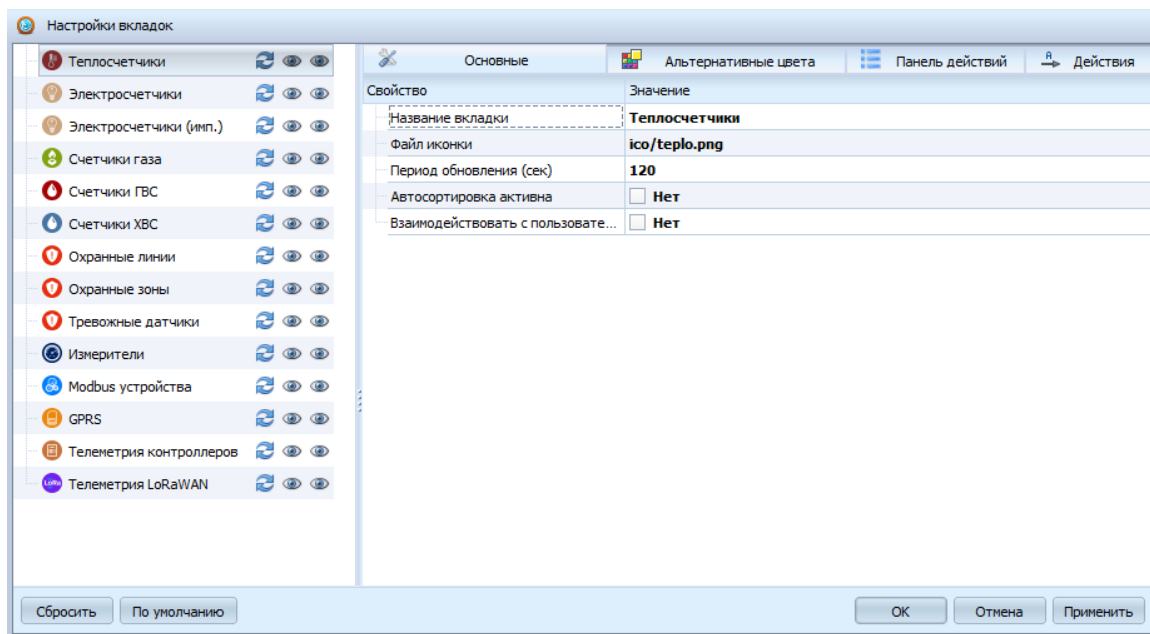 Настройки вкладок
Теплосчетчики
Электросчетчики
Электросчетчики (имп.)
Счетчики газа
Счетчики ГВС
Счетчики ХВС
Охранные линии
Охранные зоны
Тревожные датчики
Измерители
Modbus устройства
GPRS
Телеметрия контроллеров
LoRa Телеметрия LoRaWAN
Основные Альтернативные цвета Панель действий A Действия
Свойство Значение
Название вкладки Теплосчетчики
Файл иконки ico/teplo.png
Период обновления (сек) 120
Автосортировка активна Нет
Взаимодействовать с пользовате... Нет
Сбросить По умолчанию OK Отмена Применить